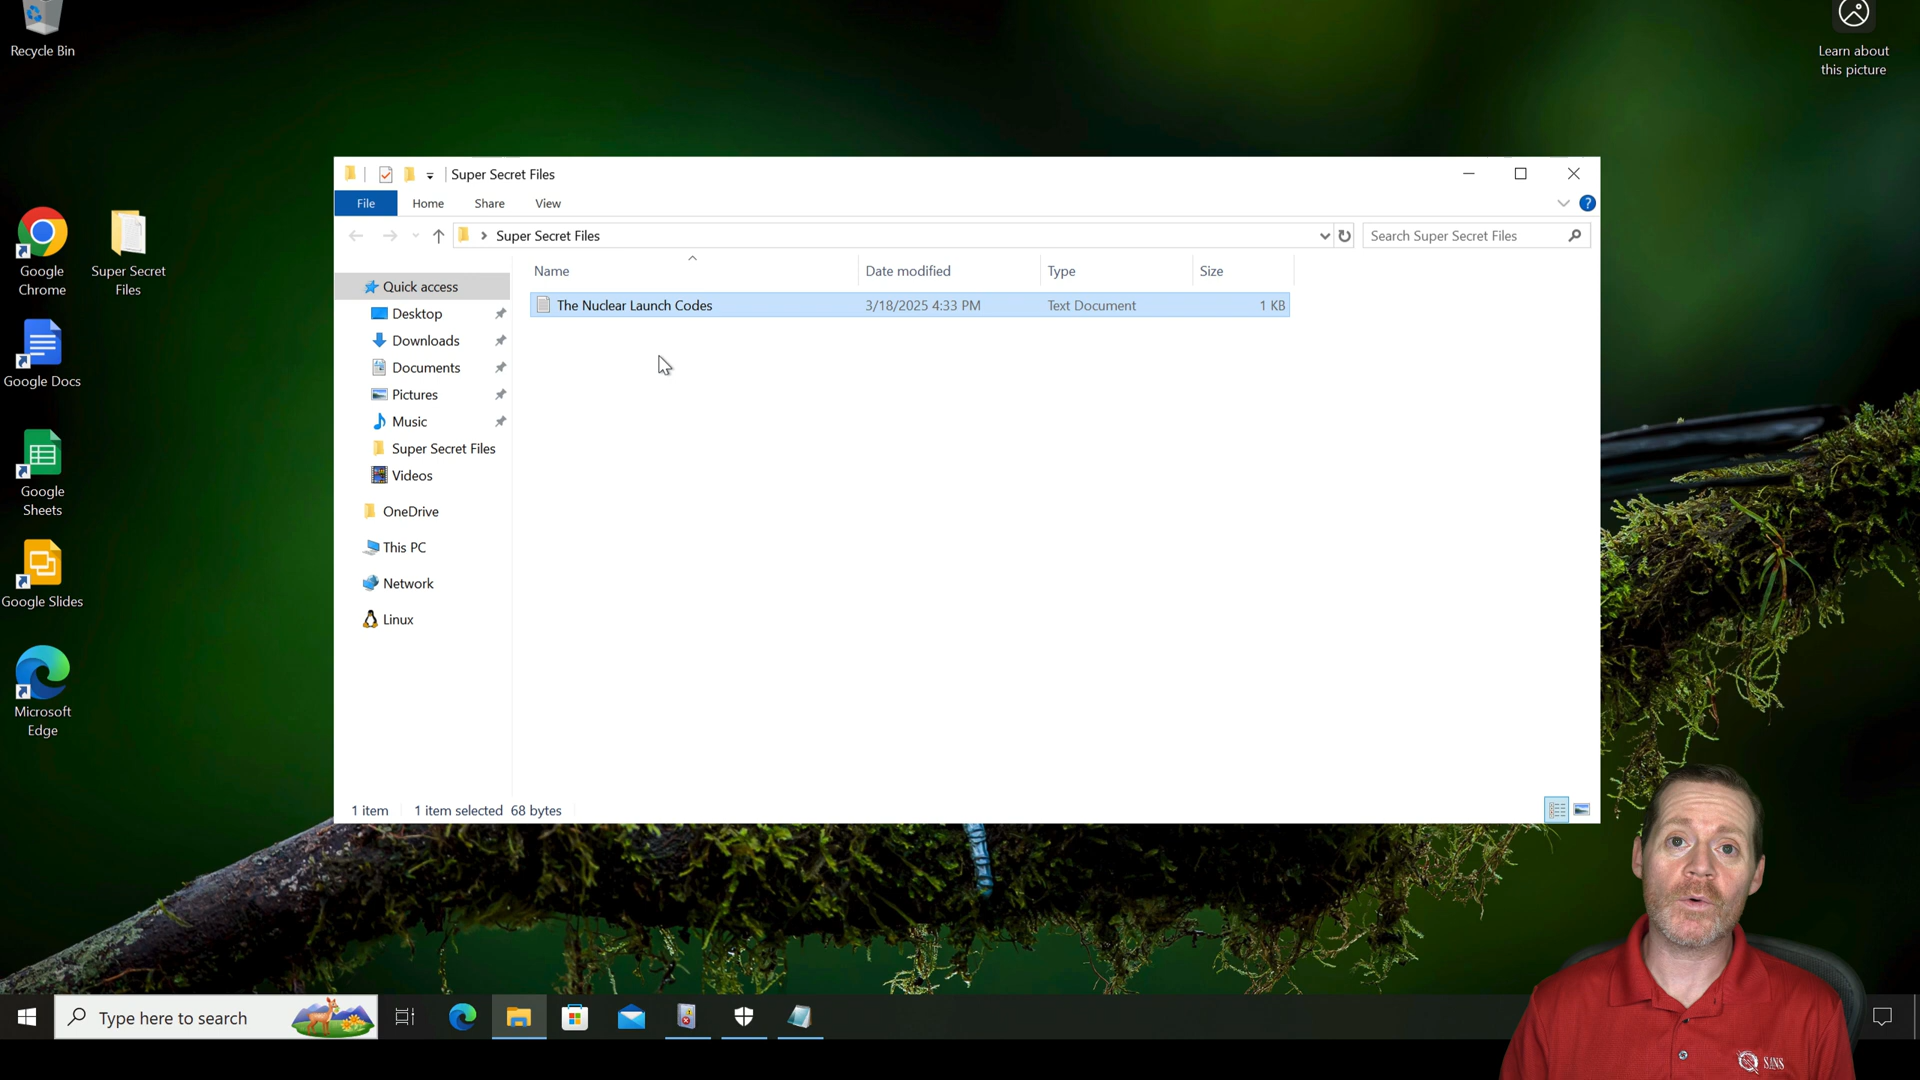 Recycle Bin
Learn about
this picture
Google
Chrome
Super Secret
Files
Google Docs
Google
Sheets
Google Slides
Microsoft
Edge
Super Secret Files
File Home Share View
?
Super Secret Files
Search Super Secret Files
Name Date modified Type Size
The Nuclear Launch Codes 3/18/2025 4:33 PM Text Document 1 KB
Quick access
Desktop
Downloads
Documents
Pictures
Music
Super Secret Files
Videos
OneDrive
This PC
Network
Linux
1 item 1 item selected 68 bytes
Type here to search
SANS